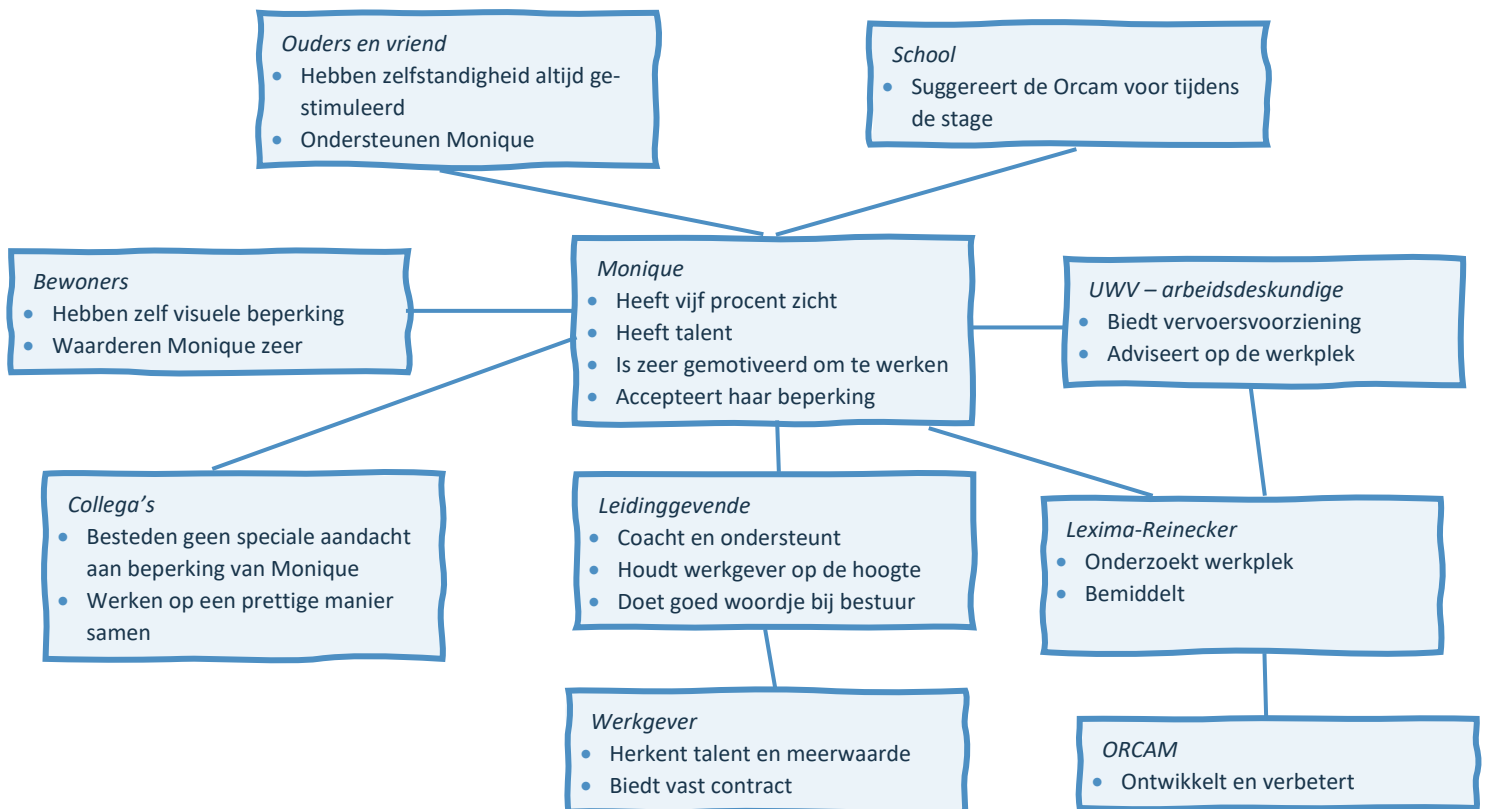 Ouders en vriend
• Hebben zelfstandigheid altijd ge-
stimuleerd
• Ondersteunen Monique
School
• Suggereert de Orcam voor tijdens
de stage
Bewoners
• Hebben zelf visuele beperking
• Waarderen Monique zeer
Monique
• Heeft vijf procent zicht
• Heeft talent
• Is zeer gemotiveerd om te werken
• Accepteert haar beperking
UWV – arbeidsdeskundige
• Biedt vervoersvoorziening
• Adviseert op de werkplek
Collega’s
• Besteden geen speciale aandacht
aan beperking van Monique
• Werken op een prettige manier
samen
Leidinggevende
• Coacht en ondersteunt
• Houdt werkgever op de hoogte
• Doet goed woordje bij bestuur
Lexima-Reinecker
• Onderzoekt werkplek
• Bemiddelt
Werkgever
• Herkent talent en meerwaarde
• Biedt vast contract
ORCAM
• Ontwikkelt en verbetert